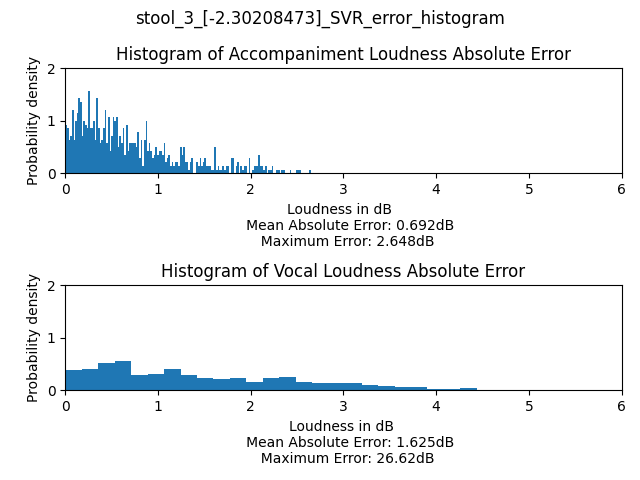 stool_3_[-2.30208473]_SVR_error_histogram
Histogram of Accompaniment Loudness Absolute Error
Probability density
2
1
0
0 1 2 3 4 5 6
Loudness in dB
Mean Absolute Error: 0.692dB
Maximum Error: 2.648dB
Histogram of Vocal Loudness Absolute Error
Probability density
2
1
0
0 1 2 3 4 5 6
Loudness in dB
Mean Absolute Error: 1.625dB
Maximum Error: 26.62dB